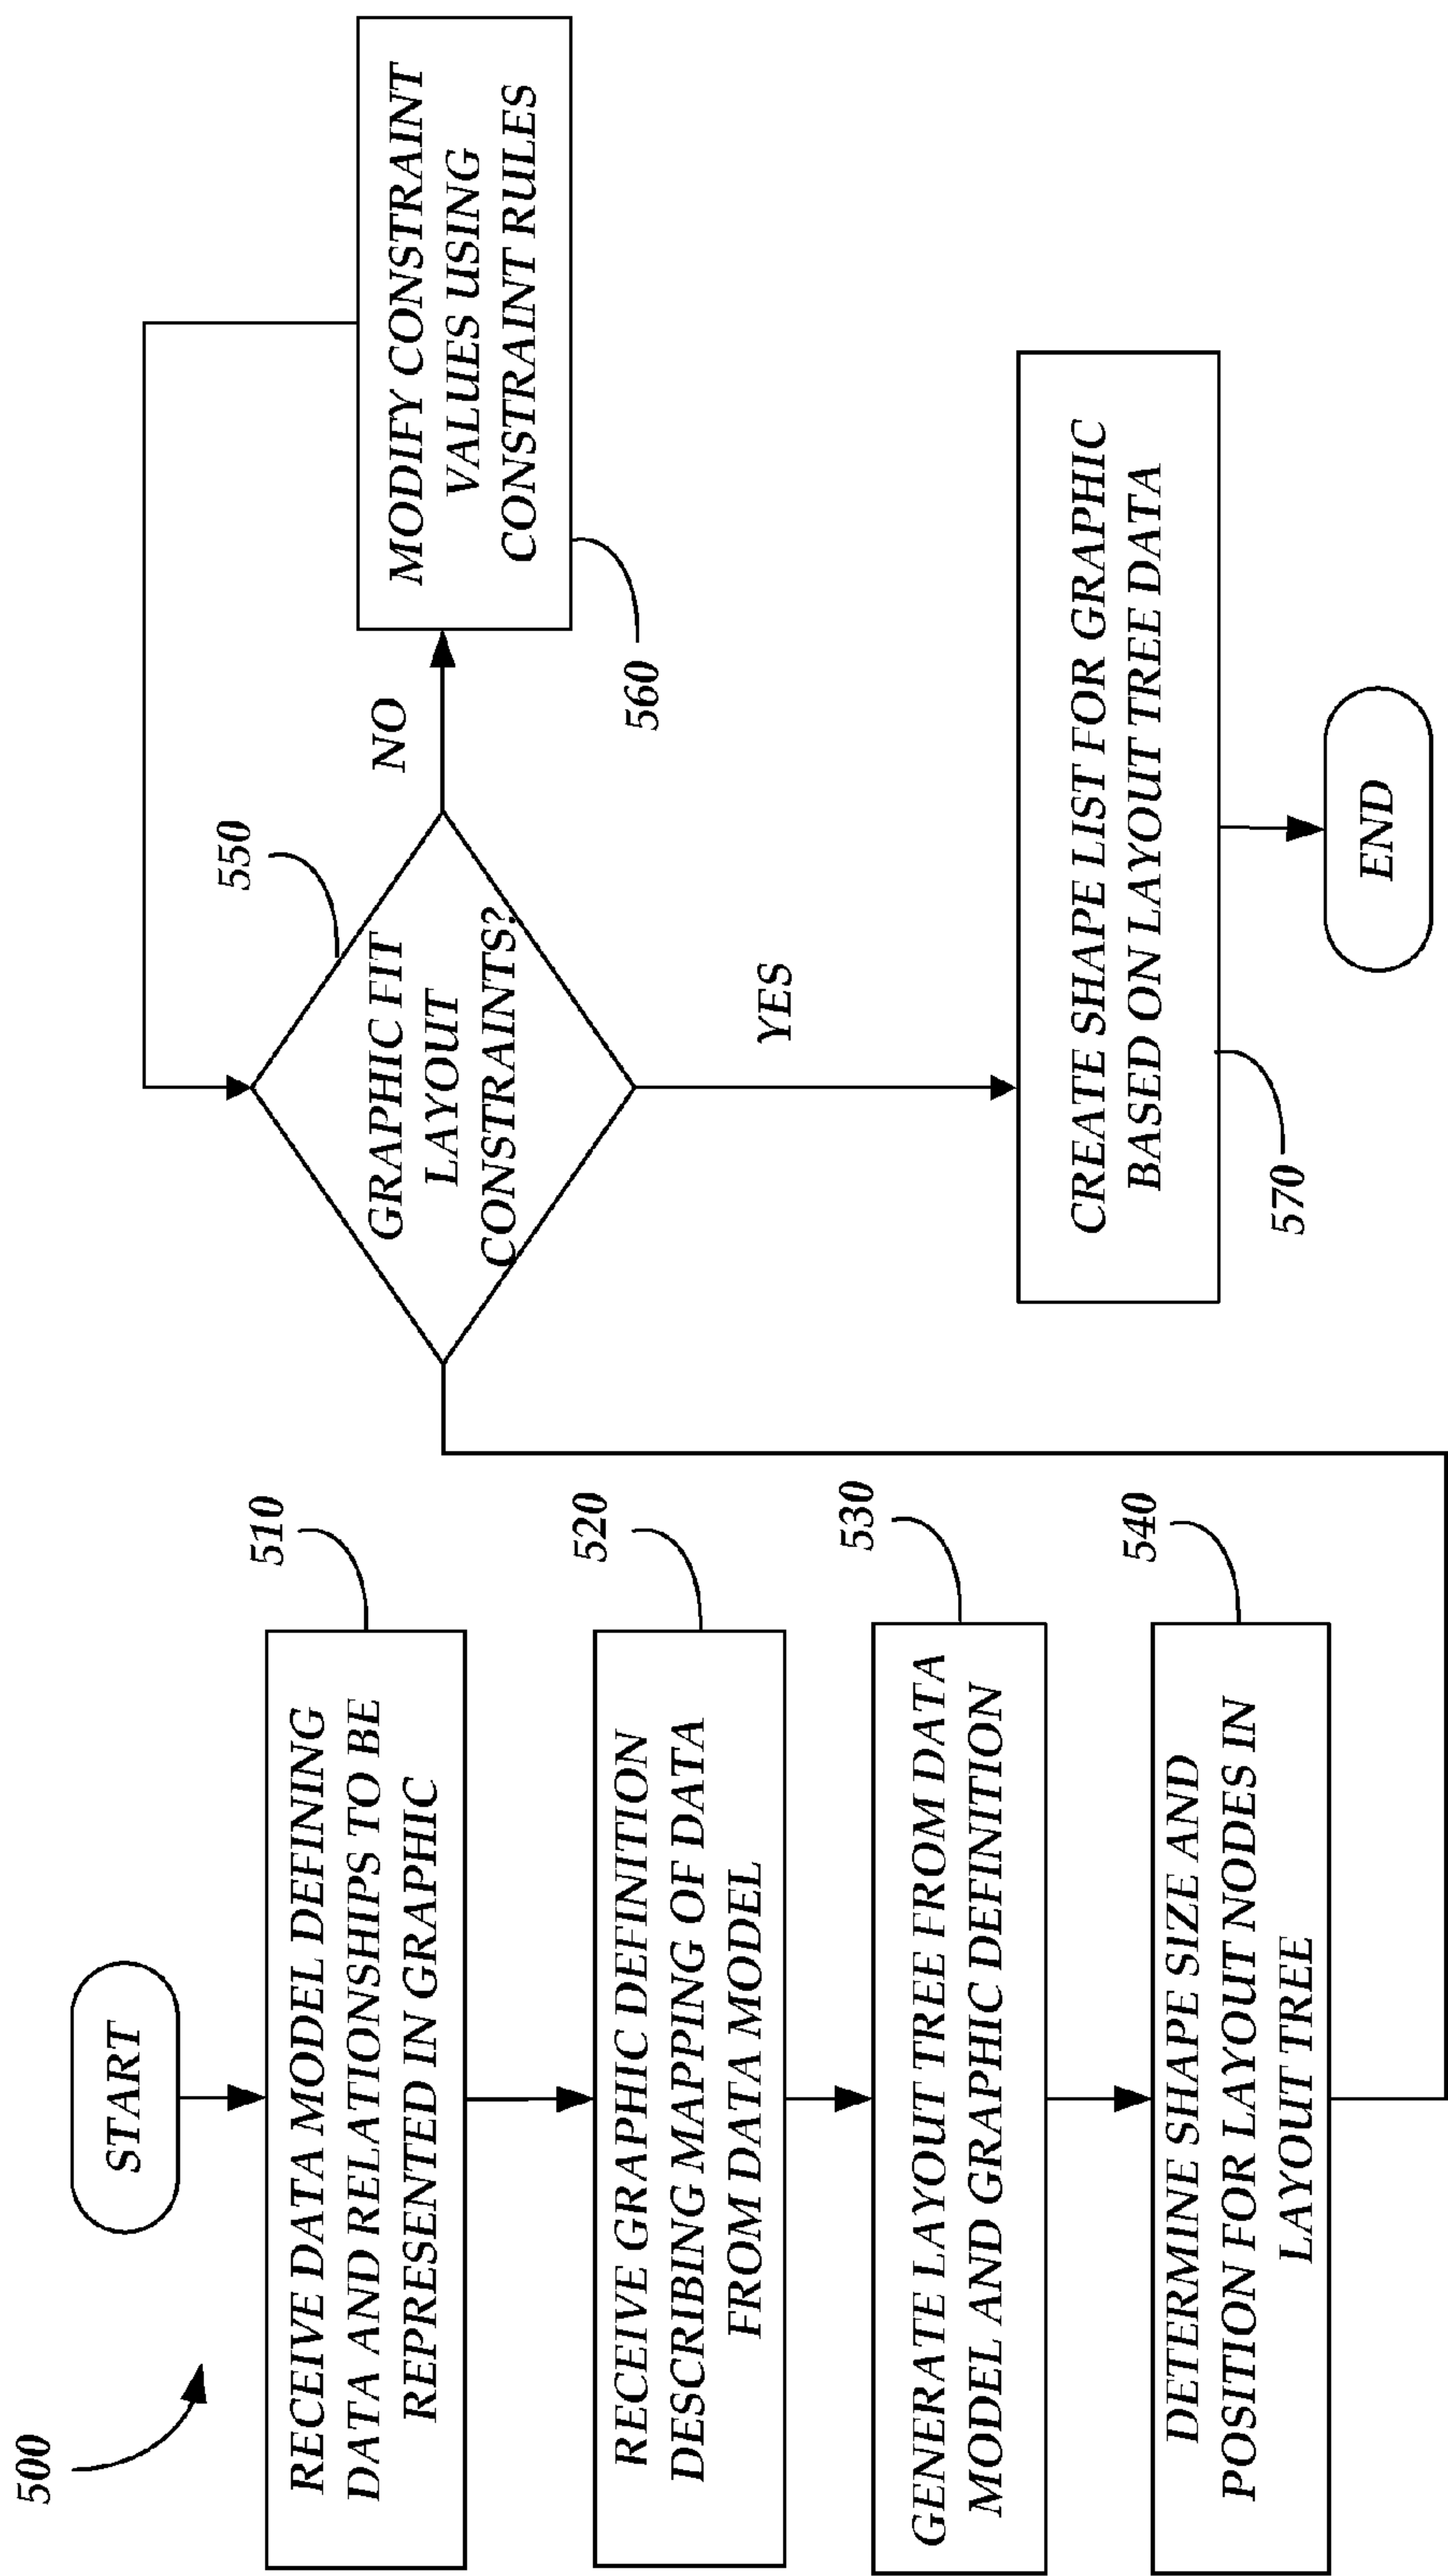 500
START
510
RECEIVE DATA MODEL DEFINING
DATA AND RELATIONSHIPS TO BE
REPRESENTED IN GRAPHIC
520
RECEIVE GRAPHIC DEFINITION
DESCRIBING MAPPING OF DATA
FROM DATA MODEL
530
GENERATE LAYOUT TREE FROM DATA
MODEL AND GRAPHIC DEFINITION
540
DETERMINE SHAPE SIZE AND
POSITION FOR LAYOUT NODES IN
LAYOUT TREE
550
GRAPHIC FIT
LAYOUT
CONSTRAINTS?
NO
MODIFY CONSTRAINT
VALUES USING
CONSTRAINT RULES
560
YES
CREATE SHAPE LIST FOR GRAPHIC
BASED ON LAYOUT TREE DATA
570
END